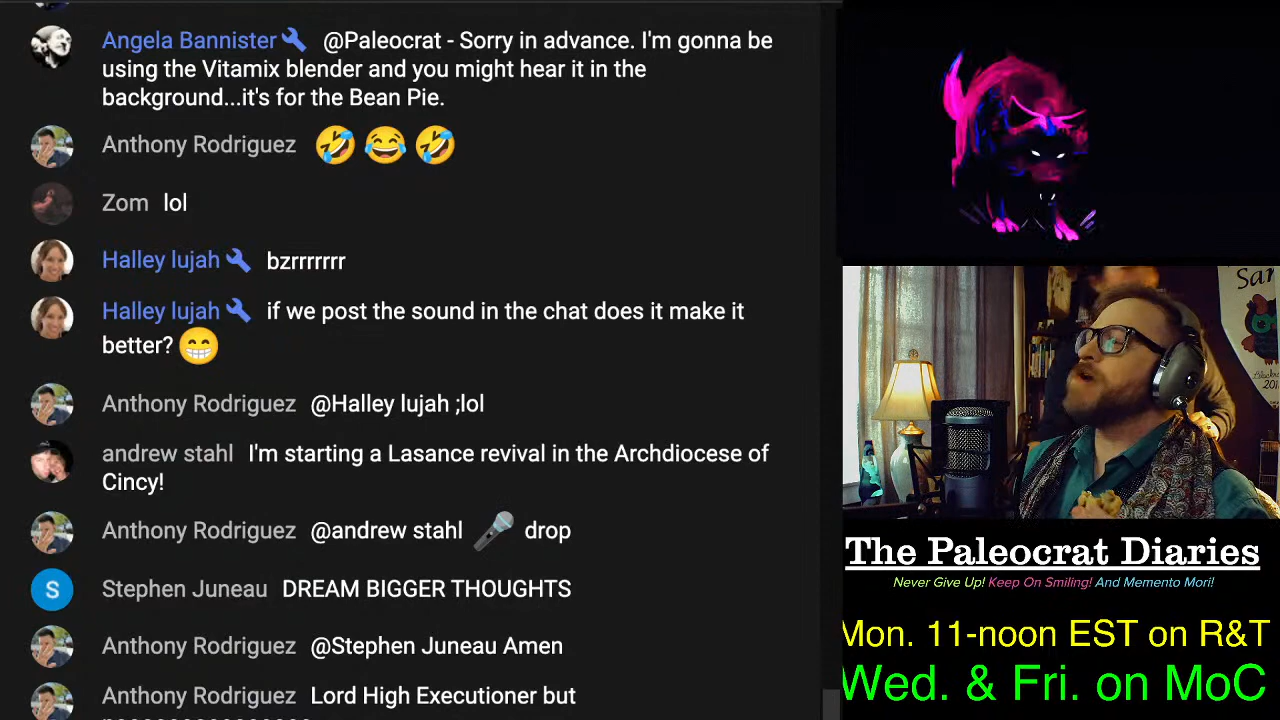 Angela Bannister @Paleocrat - Sorry in advance. I'm gonna be
using the Vitamix blender and you might hear it in the
background...it's for the Bean Pie.
Anthony Rodriguez 🤣😂🤣
Zom lol
Halley lujah bzrrrrrrr
Halley lujah if we post the sound in the chat does it make it
better? 😁
Anthony Rodriguez @Halley lujah ;lol
andrew stahl I'm starting a Lasance revival in the Archdiocese of
Cincy!
Anthony Rodriguez @andrew stahl 🎤 drop
S
Stephen Juneau DREAM BIGGER THOUGHTS
Anthony Rodriguez @Stephen Juneau Amen
Anthony Rodriguez Lord High Executioner but
The Paleocrat Diaries
Never Give Up! Keep On Smiling! And Memento Mori!
Mon. 11-noon EST on R&T
Wed. & Fri. on MoC